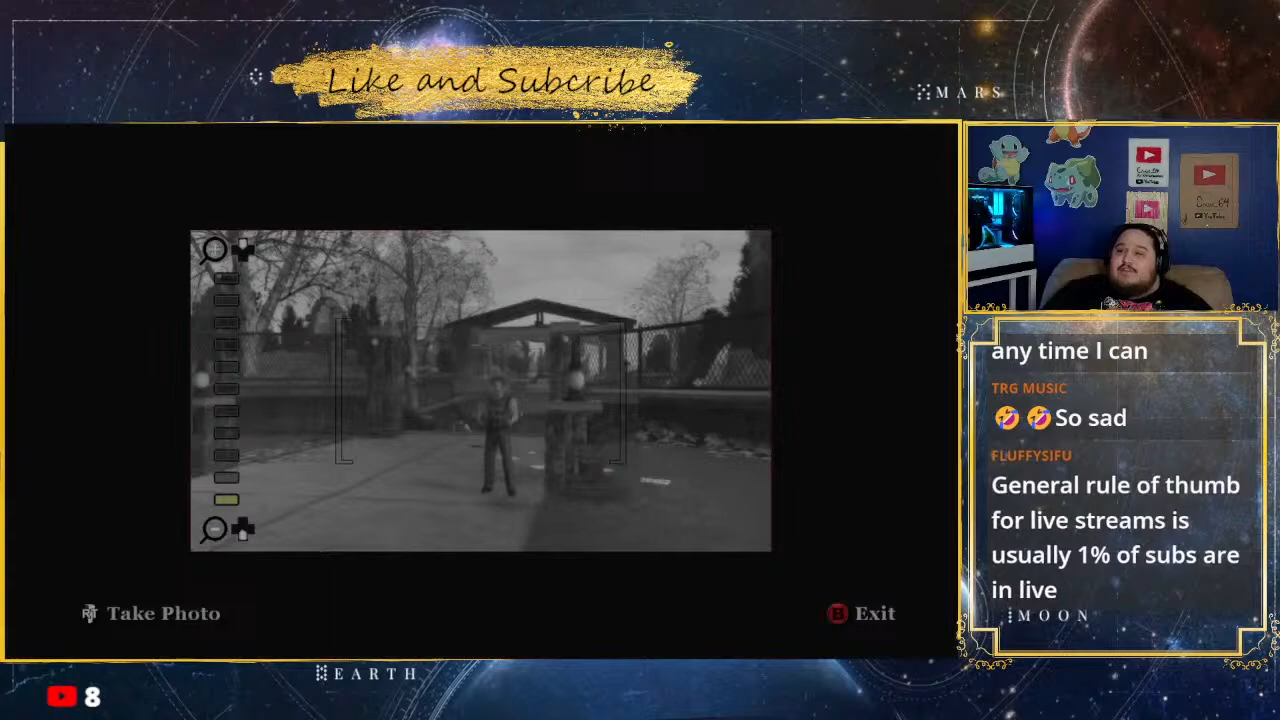 Like and Subcribe
MARS
any time I can
TRG MUSIC
🤣🤣So sad
FLUFFYSIFU
General rule of thumb
for live streams is
usually 1% of subs are
in live
MOON
RT Take Photo
B Exit
EARTH
8